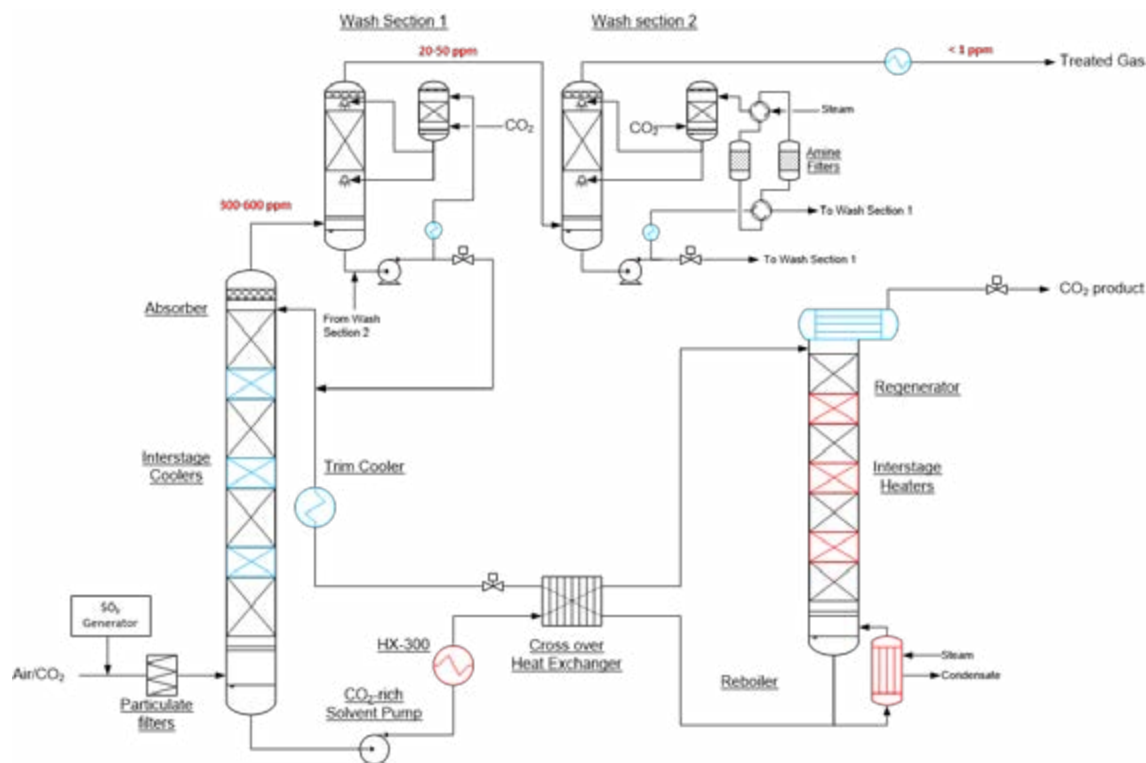 Wash Section 1
Wash section 2
20-50 ppm
< 1 ppm
Treated Gas
CO₂
CO₂
Steam
Amine
Filters
300-600 ppm
To Wash Section 1
To Wash Section 1
From Wash
Section 2
CO₂ product
Absorber
Regenerator
Interstage
Coolers
Trim Cooler
Interstage
Heaters
SOₓ
Generator
Air/CO₂
Particulate
filters
HX-300
CO₂-rich
Solvent Pump
Cross over
Heat Exchanger
Reboiler
Steam
Condensate